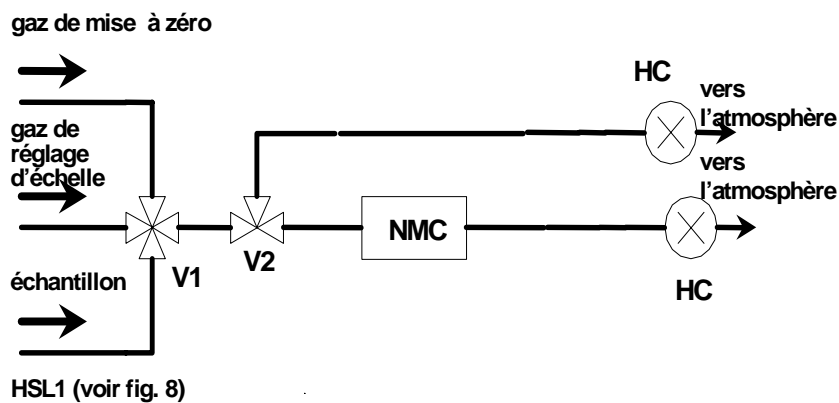 gaz de mise à zéro
HC
vers
l'atmosphère
gaz de
réglage
d'échelle
vers
l'atmosphère
NMC
V1
V2
échantillon
HC
HSL1 (voir fig. 8)